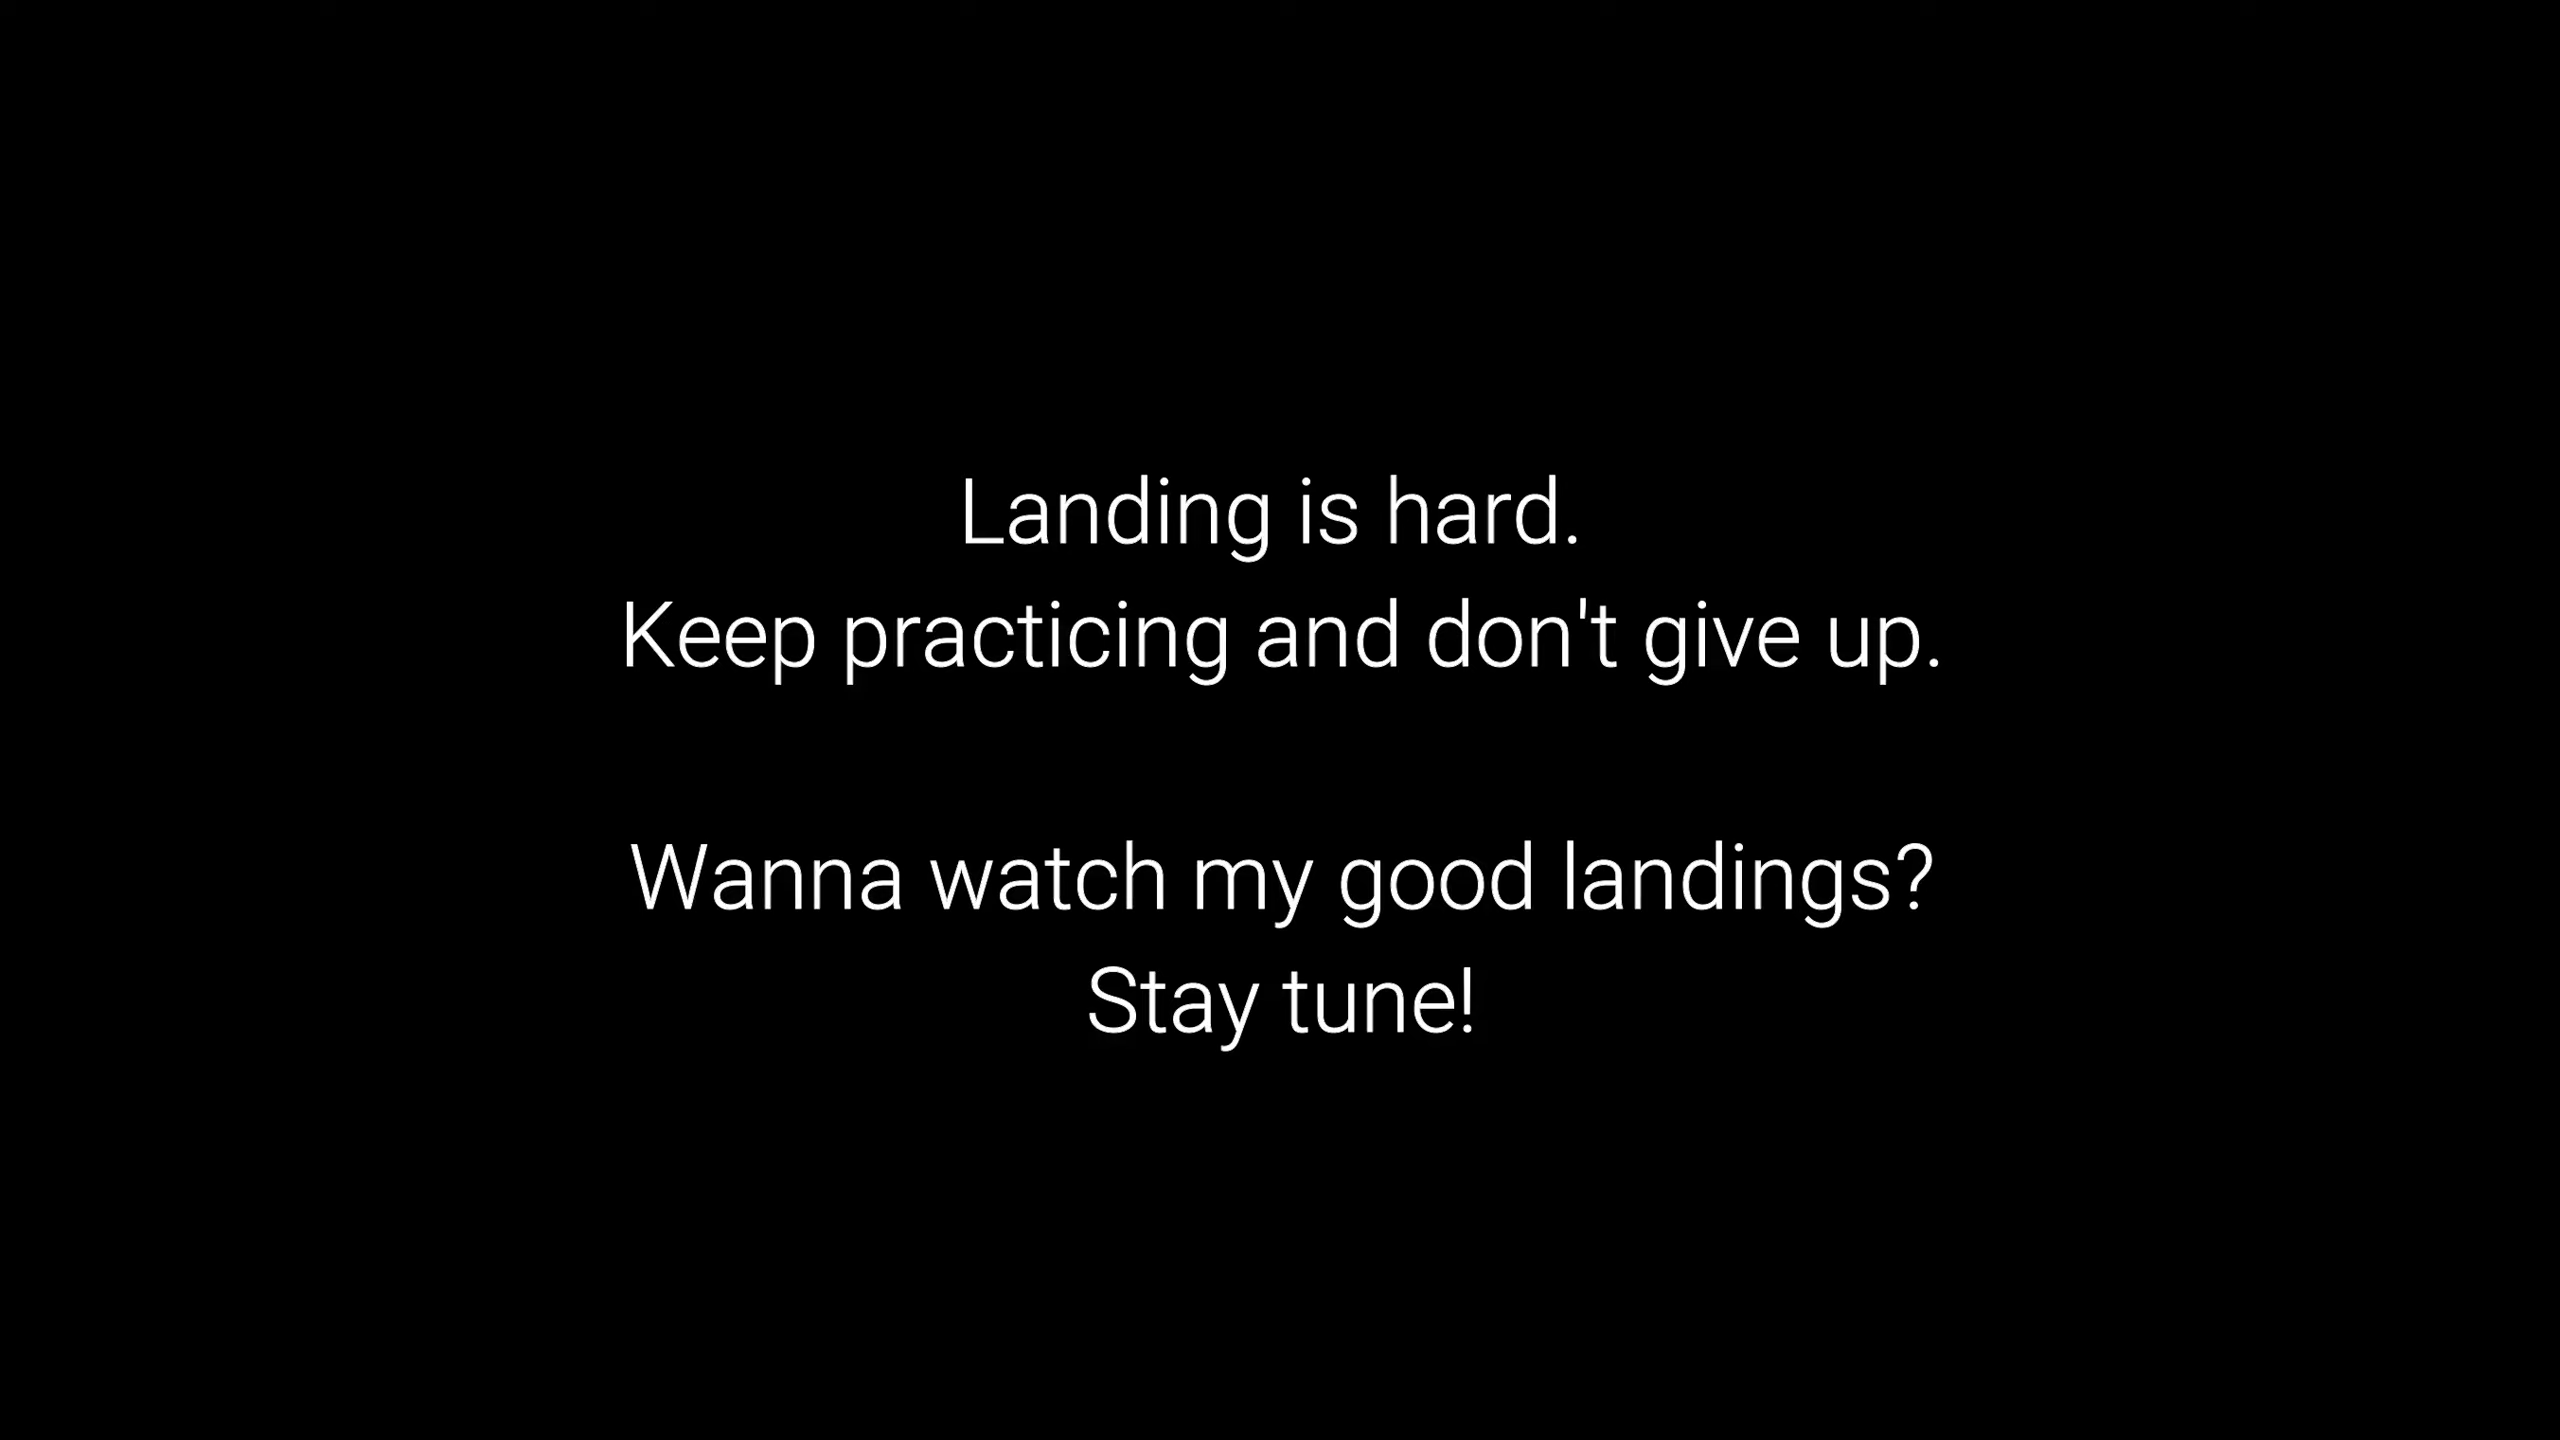 Landing is hard.
Keep practicing and don't give up.
Wanna watch my good landings?
Stay tune!